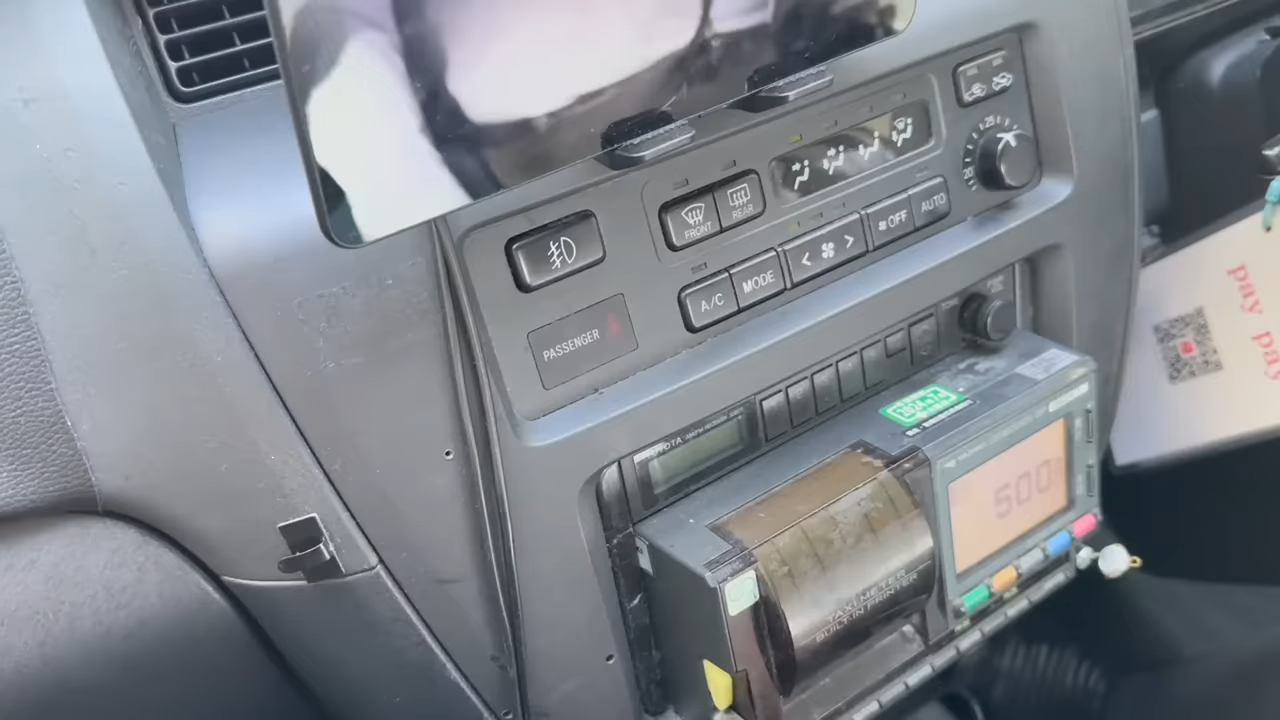 FRONT
REAR
A/C
MODE
< >
OFF
AUTO
20
25
PASSENGER
TOYOTA
500
TAXI METER
BUILT-IN PRINTER
pay pay